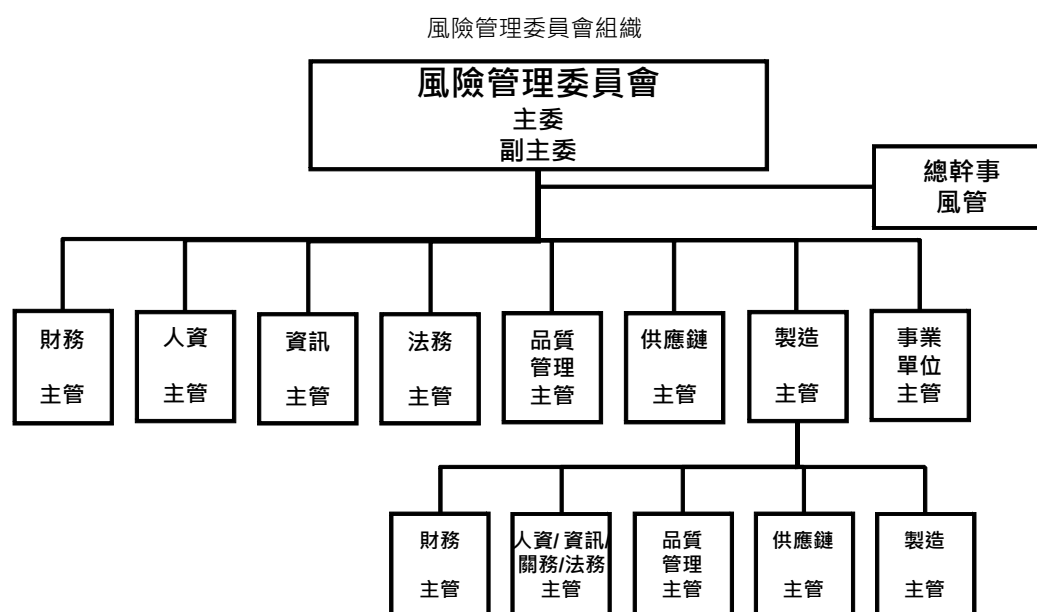 風險管理委員會組織
風險管理委員會
主委
副主委
總幹事
風管
財務
主管
人資
主管
資訊
主管
法務
主管
品質
管理
主管
供應鏈
主管
製造
主管
事業
單位
主管
財務
主管
人資/ 資訊/
關務/法務
主管
品質
管理
主管
供應鏈
主管
製造
主管